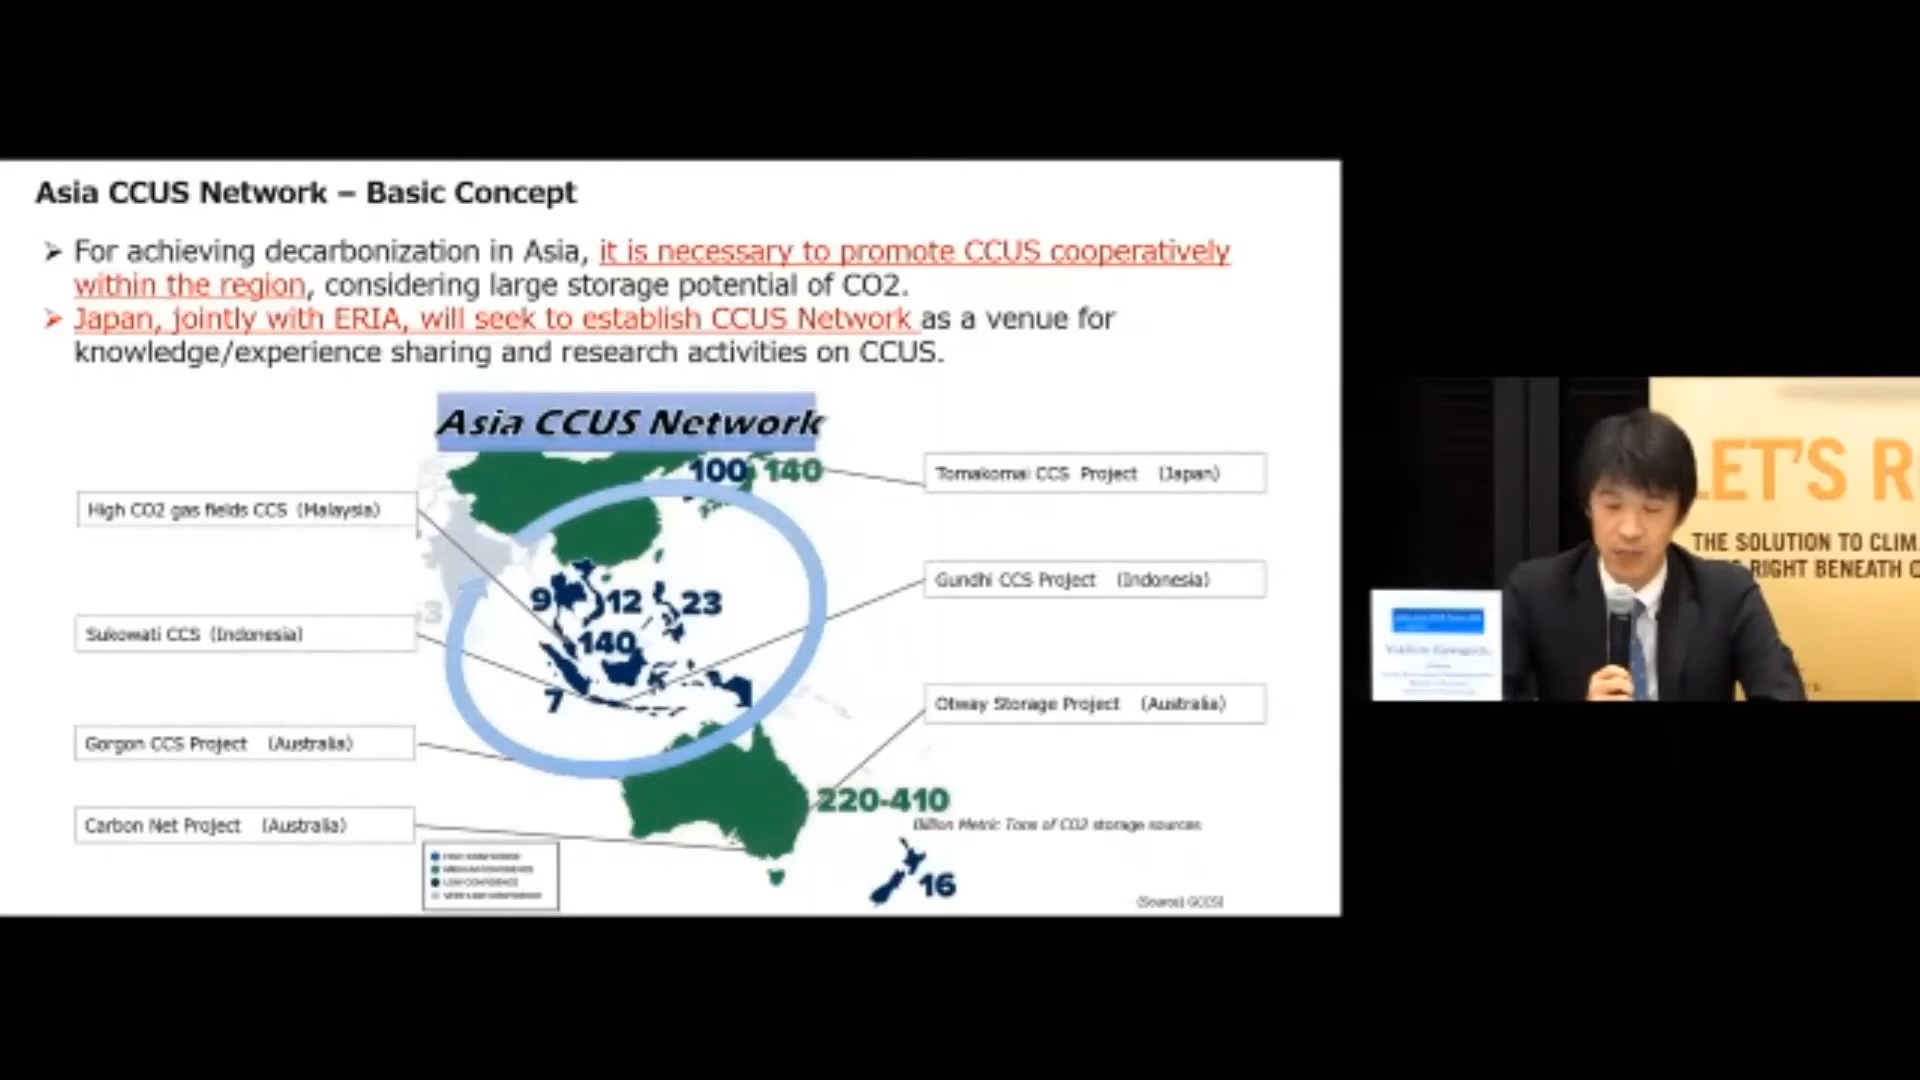 Asia CCUS Network – Basic Concept
➢ For achieving decarbonization in Asia, it is necessary to promote CCUS cooperatively
within the region, considering large storage potential of CO2.
➢ Japan, jointly with ERIA, will seek to establish CCUS Network as a venue for
knowledge/experience sharing and research activities on CCUS.
Asia CCUS Network
100 140
Tomakomai CCS Project (Japan)
High CO2 gas fields CCS (Malaysia)
Gundhi CCS Project (Indonesia)
9 12 23
3
Sukowati CCS (Indonesia)
140
7
Otway Storage Project (Australia)
Gorgon CCS Project (Australia)
220-410
Billion Metric Tons of CO2 storage sources
Carbon Net Project (Australia)
16
(Source) GCCSI
LET'S R
THE SOLUTION TO CLIM
RIGHT BENEATH O